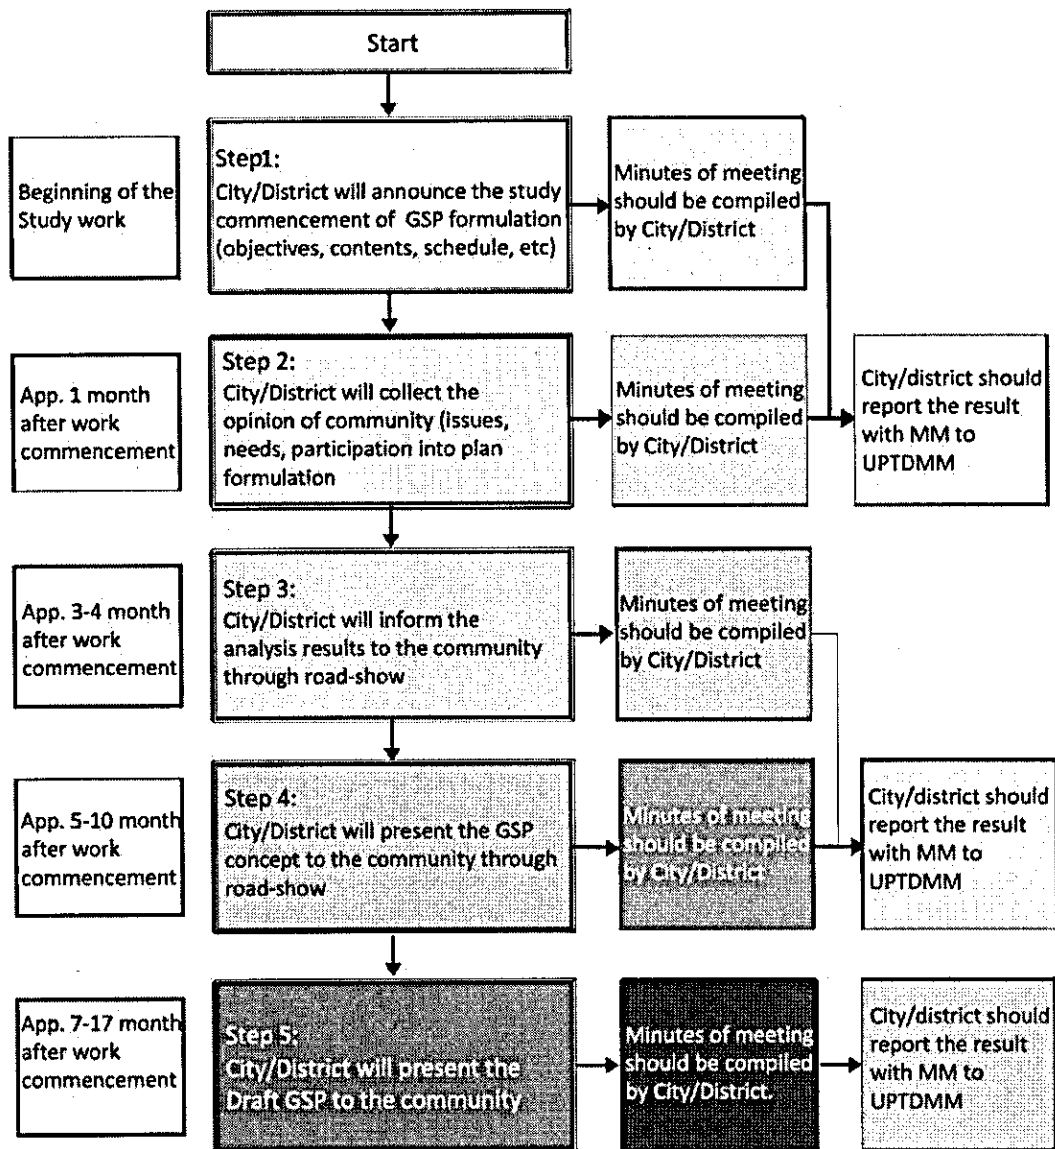 Start
Beginning of the
Study work
Step1:
City/District will announce the study
commencement of GSP formulation
(objectives, contents, schedule, etc)
Minutes of meeting
should be compiled
by City/District
App. 1 month
after work
commencement
Step 2:
City/District will collect the
opinion of community (issues,
needs, participation into plan
formulation
Minutes of meeting
should be compiled
by City/District
City/district should
report the result
with MM to
UPTDMM
App. 3-4 month
after work
commencement
Step 3:
City/District will inform the
analysis results to the community
through road-show
Minutes of meeting
should be compiled
by City/District
App. 5-10 month
after work
commencement
Step 4:
City/District will present the GSP
concept to the community through
road-show
Minutes of meeting
should be compiled
by City/District
City/district should
report the result
with MM to
UPTDMM
App. 7-17 month
after work
commencement
Step 5:
City/District will present the
Draft GSP to the community
Minutes of meeting
should be compiled
by City/District.
City/district should
report the result
with MM to
UPTDMM